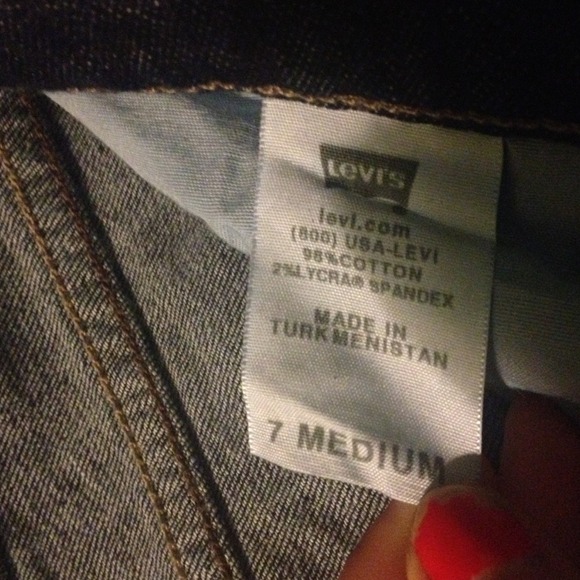 Levi's
levi.com
(800) USA-LEVI
98%COTTON
2%LYCRA® SPANDEX
MADE IN
TURKMENISTAN
7 MEDIUM